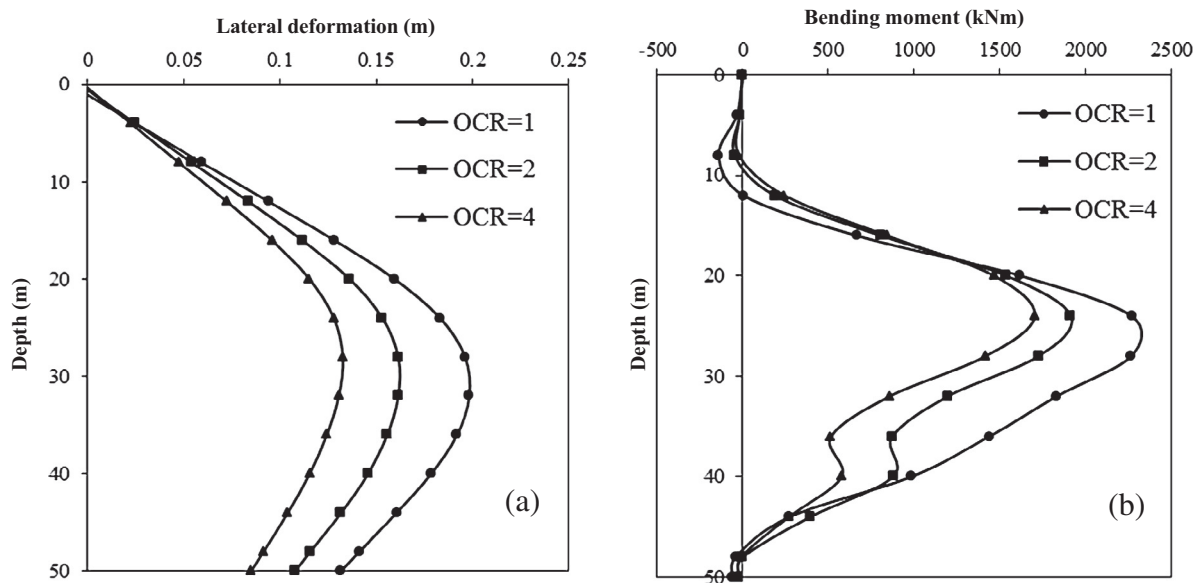 Lateral deformation (m)
0 0.05 0.1 0.15 0.2 0.25
0
10
20
30
40
50
Depth (m)
OCR=1
OCR=2
OCR=4
(a)
Bending moment (kNm)
-500 0 500 1000 1500 2000 2500
0
10
20
30
40
50
Depth (m)
OCR=1
OCR=2
OCR=4
(b)